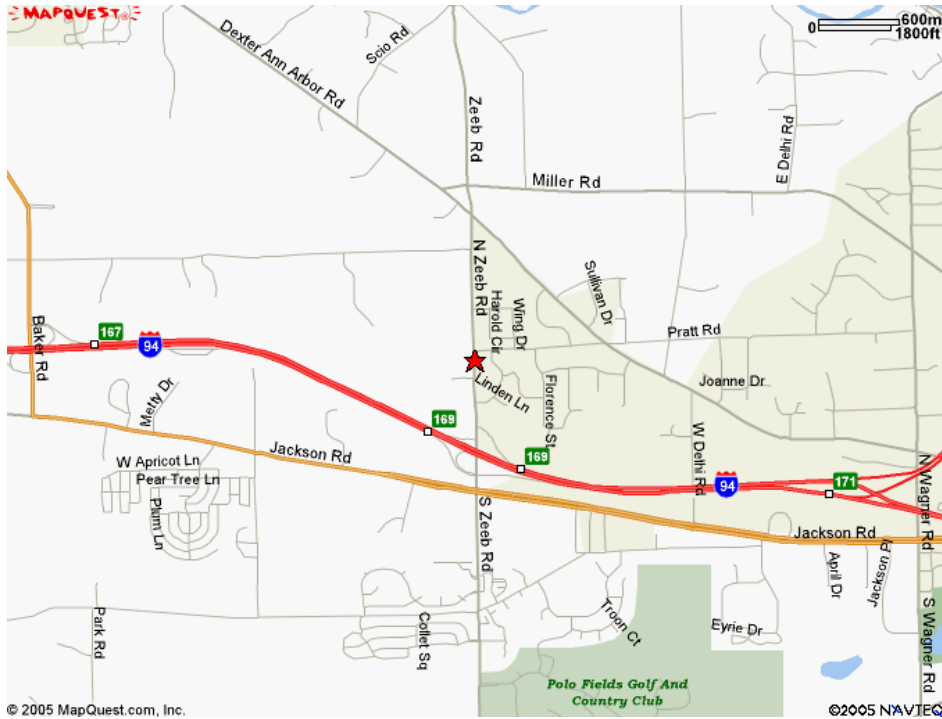 MAPQUEST
600m
0
1800ft
Dexter Ann Arbor Rd
Scio Rd
Zeeb Rd
E Delhi Rd
Miller Rd
N Zeeb Rd
Harold Cir
Wing Dr
Sullivan Dr
Pratt Rd
Baker Rd
167
94
Linden Ln
Florence St
Joanne Dr
Metty Dr
169
169
Jackson Rd
W Apricot Ln
Pear Tree Ln
Plum Ln
W Delhi Rd
94
171
N Wagner Rd
S Zeeb Rd
Jackson Rd
April Dr
Jackson Pl
Park Rd
Collet Sq
Troon Ct
Eyrie Dr
S Wagner Rd
Polo Fields Golf And
Country Club
© 2005 MapQuest.com, Inc.
©2005 NAVTEQ